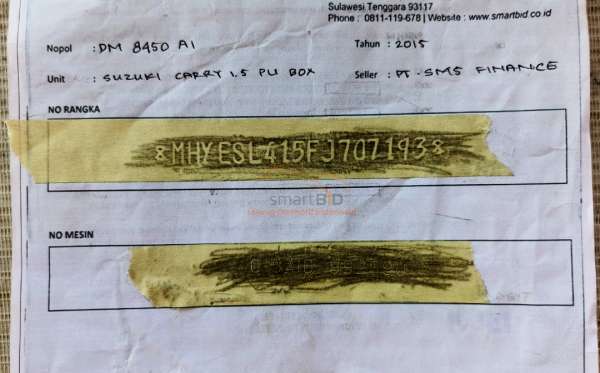 Sulawesi Tenggara 93117
Phone : 0811-119-678 | Website : www.smartbid.co.id
Nopol : DM 8450 AI Tahun : 2015
Unit : SUZUKI CARRY 1.5 PU BOX Seller : PT. SMS FINANCE
NO RANGKA
*MHYESL415FJ707193*
smartBID
NO MESIN